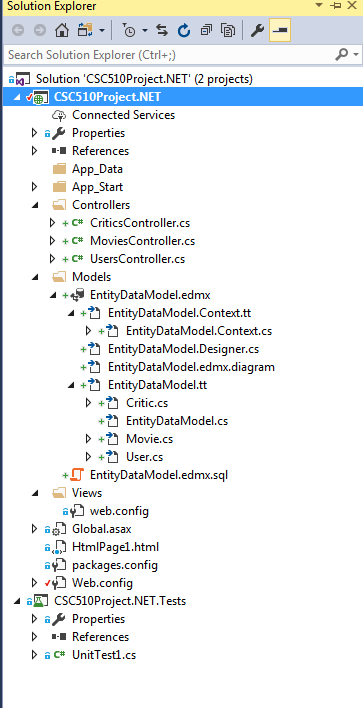 Solution Explorer
Search Solution Explorer (Ctrl+;)
Solution 'CSC510Project.NET' (2 projects)
CSC510Project.NET
Connected Services
Properties
References
App_Data
App_Start
Controllers
CriticsController.cs
MoviesController.cs
UsersController.cs
Models
EntityDataModel.edmx
EntityDataModel.Context.tt
EntityDataModel.Context.cs
EntityDataModel.Designer.cs
EntityDataModel.edmx.diagram
EntityDataModel.tt
Critic.cs
EntityDataModel.cs
Movie.cs
User.cs
EntityDataModel.edmx.sql
Views
web.config
Global.asax
HtmlPage1.html
packages.config
Web.config
CSC510Project.NET.Tests
Properties
References
UnitTest1.cs